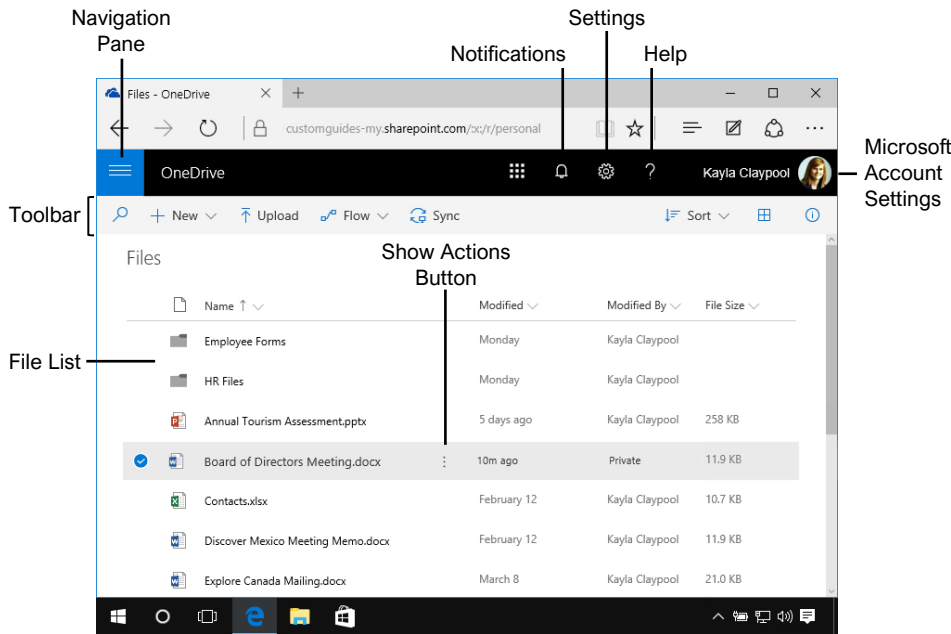 Navigation
Pane
Settings
Notifications
Help
Files - OneDrive
customguides-my.sharepoint.com/:x:/r/personal
OneDrive
Kayla Claypool
Microsoft
Account
Settings
Toolbar
New
Upload
Flow
Sync
Sort
Files
Show Actions
Button
Name Modified Modified By File Size
File List
Employee Forms Monday Kayla Claypool
HR Files Monday Kayla Claypool
Annual Tourism Assessment.pptx 5 days ago Kayla Claypool 258 KB
Board of Directors Meeting.docx 10m ago Private 11.9 KB
Contacts.xlsx February 12 Kayla Claypool 10.7 KB
Discover Mexico Meeting Memo.docx February 12 Kayla Claypool 11.9 KB
Explore Canada Mailing.docx March 8 Kayla Claypool 21.0 KB